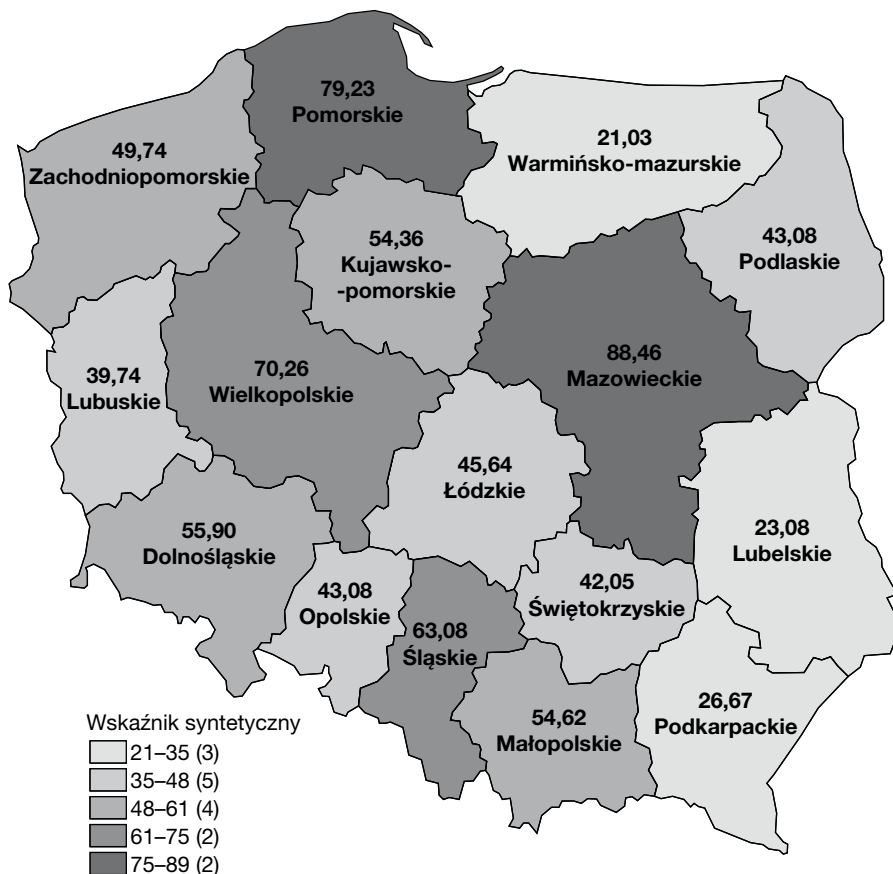 79,23
Pomorskie
49,74
Zachodniopomorskie
21,03
Warmińsko-mazurskie
54,36
Kujawsko-
-pomorskie
43,08
Podlaskie
39,74
Lubuskie
70,26
Wielkopolskie
88,46
Mazowieckie
45,64
Łódzkie
55,90
Dolnośląskie
23,08
Lubelskie
43,08
Opolskie
42,05
Świętokrzyskie
63,08
Śląskie
54,62
Małopolskie
26,67
Podkarpackie
Wskaźnik syntetyczny
21–35 (3)
35–48 (5)
48–61 (4)
61–75 (2)
75–89 (2)